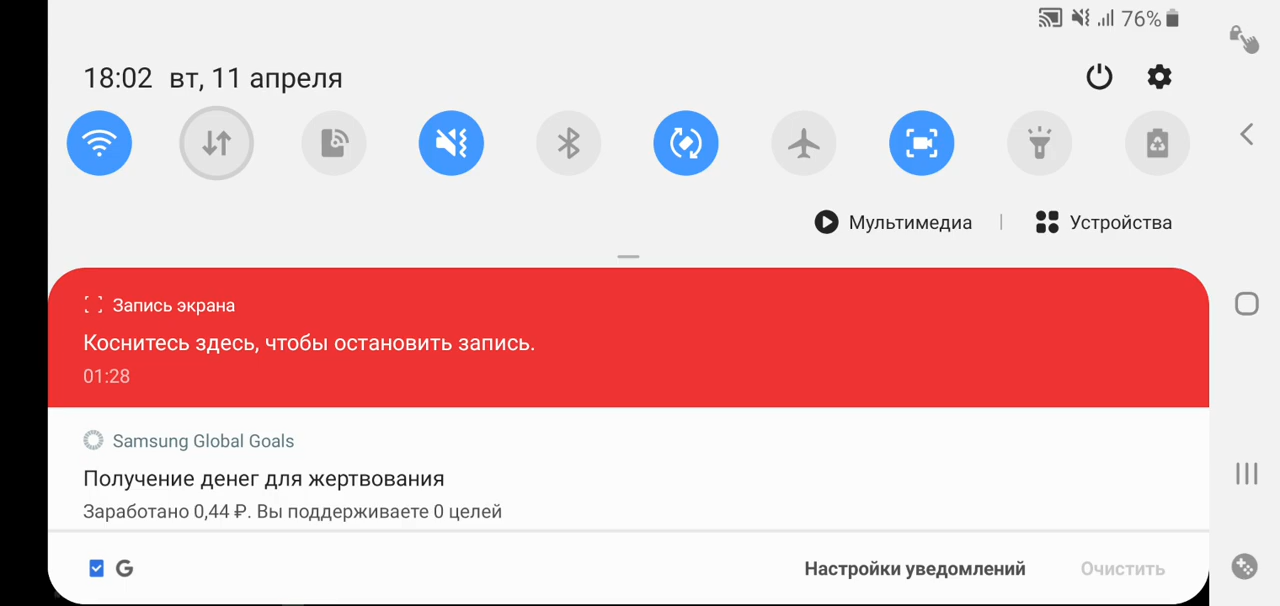 76%
18:02 вт, 11 апреля
Мультимедиа | Устройства
Запись экрана
Коснитесь здесь, чтобы остановить запись.
01:28
Samsung Global Goals
Получение денег для жертвования
Заработано 0,44 ₽. Вы поддерживаете 0 целей
G Настройки уведомлений Очистить